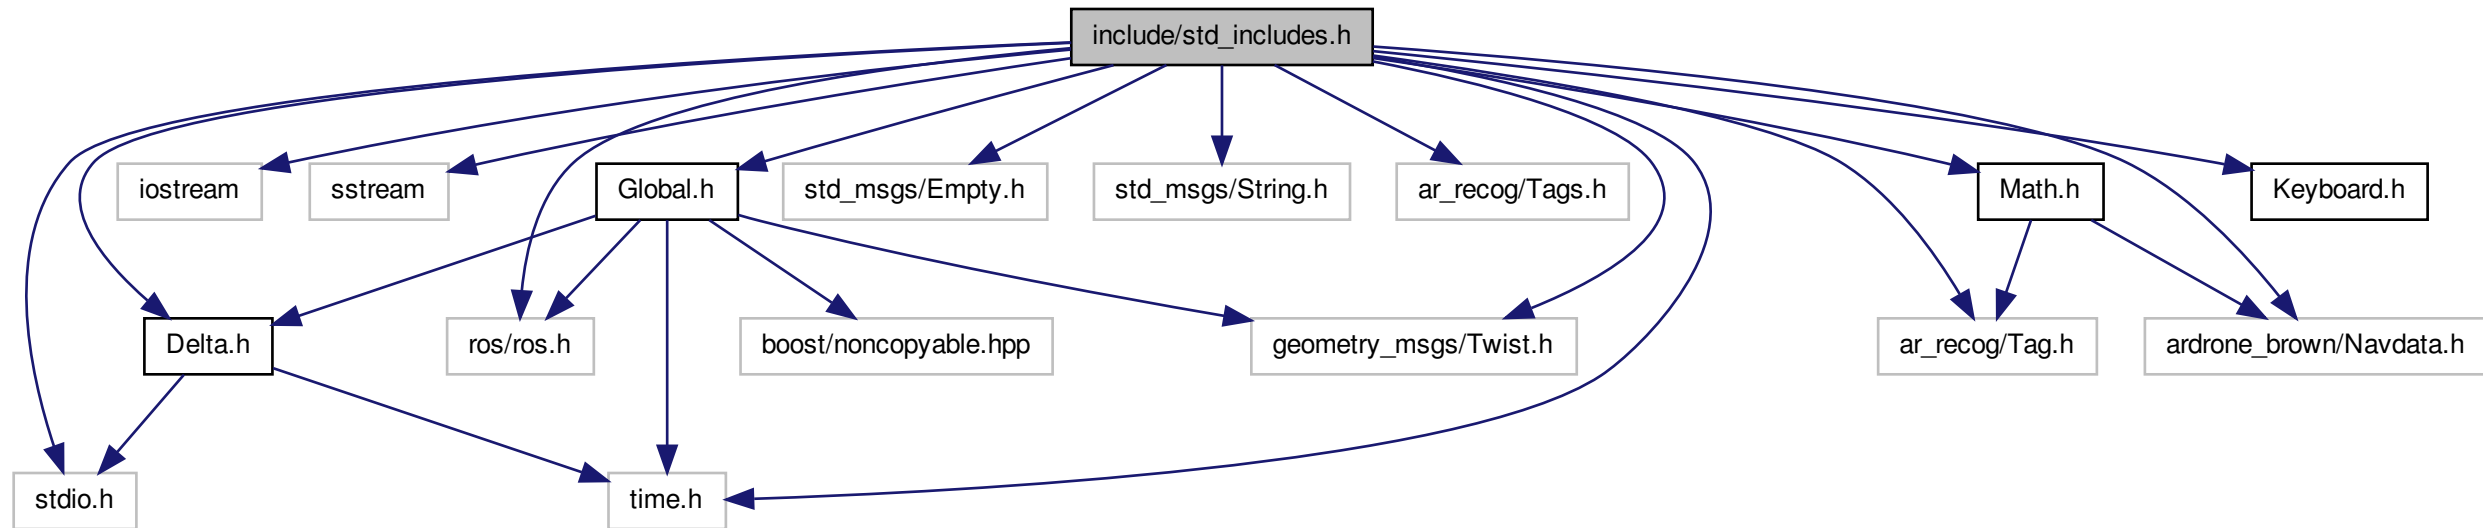 include/std_includes.h
iostream
sstream
Global.h
std_msgs/Empty.h
std_msgs/String.h
ar_recog/Tags.h
Math.h
Keyboard.h
Delta.h
ros/ros.h
boost/noncopyable.hpp
geometry_msgs/Twist.h
ar_recog/Tag.h
ardrone_brown/Navdata.h
stdio.h
time.h